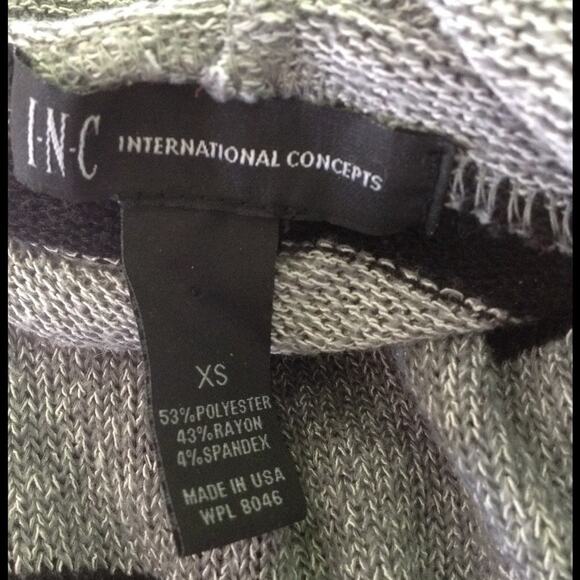 I·N·C INTERNATIONAL CONCEPTS
XS
53%POLYESTER
43%RAYON
4%SPANDEX
MADE IN USA
WPL 8046